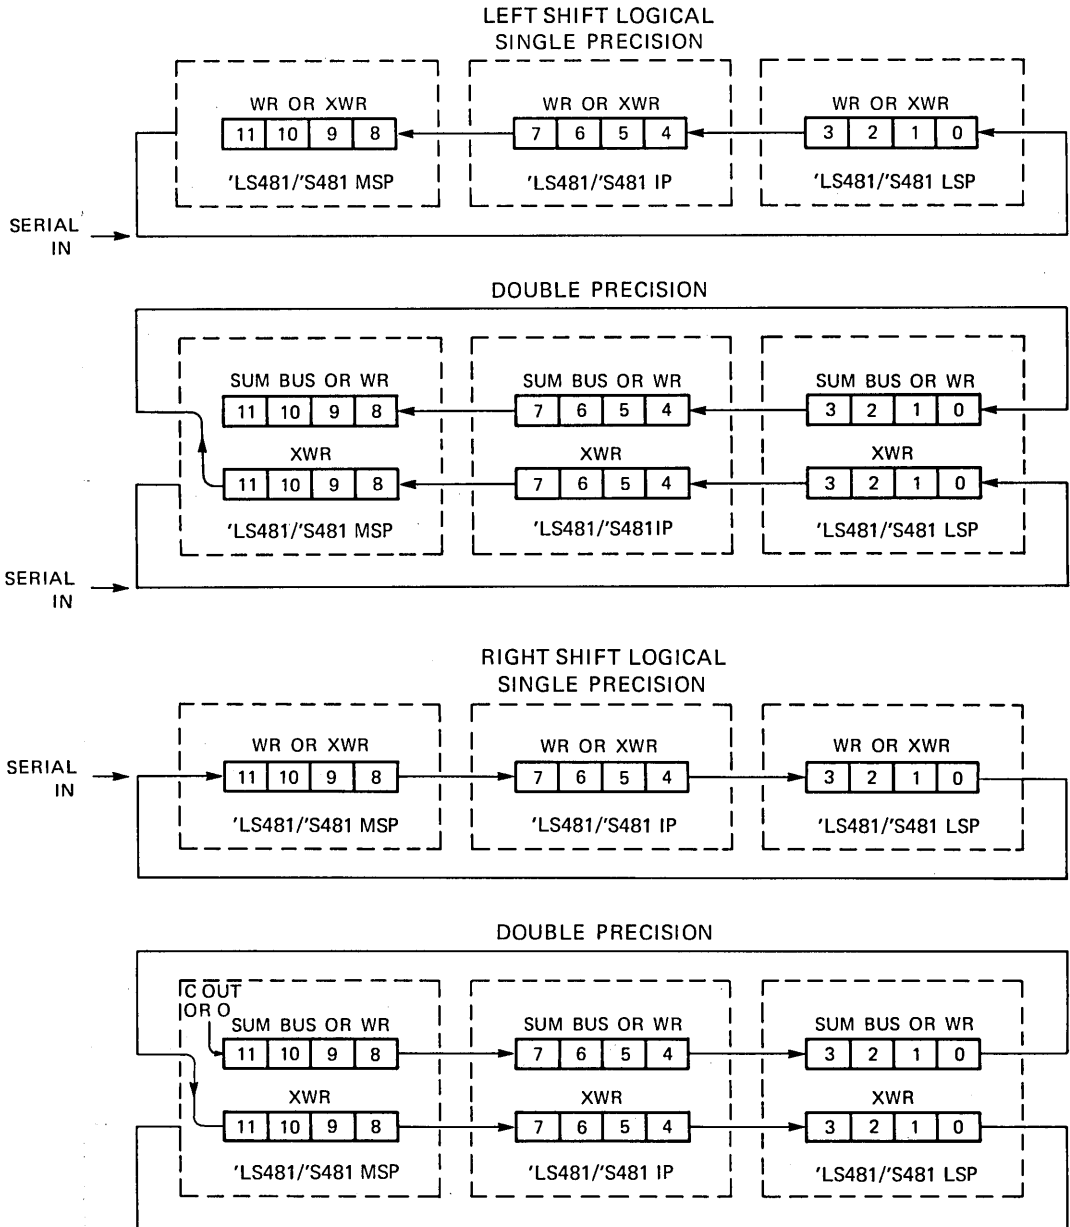 LEFT SHIFT LOGICAL
SINGLE PRECISION
WR OR XWR WR OR XWR WR OR XWR
11 10 9 8 7 6 5 4 3 2 1 0
'LS481/'S481 MSP 'LS481/'S481 IP 'LS481/'S481 LSP
SERIAL
IN
DOUBLE PRECISION
SUM BUS OR WR SUM BUS OR WR SUM BUS OR WR
11 10 9 8 7 6 5 4 3 2 1 0
XWR XWR XWR
11 10 9 8 7 6 5 4 3 2 1 0
'LS481/'S481 MSP 'LS481/'S481IP 'LS481/'S481 LSP
SERIAL
IN
RIGHT SHIFT LOGICAL
SINGLE PRECISION
WR OR XWR WR OR XWR WR OR XWR
SERIAL
IN
11 10 9 8 7 6 5 4 3 2 1 0
'LS481/'S481 MSP 'LS481/'S481 IP 'LS481/'S481 LSP
DOUBLE PRECISION
C OUT
OR O
SUM BUS OR WR SUM BUS OR WR SUM BUS OR WR
11 10 9 8 7 6 5 4 3 2 1 0
XWR XWR XWR
11 10 9 8 7 6 5 4 3 2 1 0
'LS481/'S481 MSP 'LS481/'S481 IP 'LS481/'S481 LSP